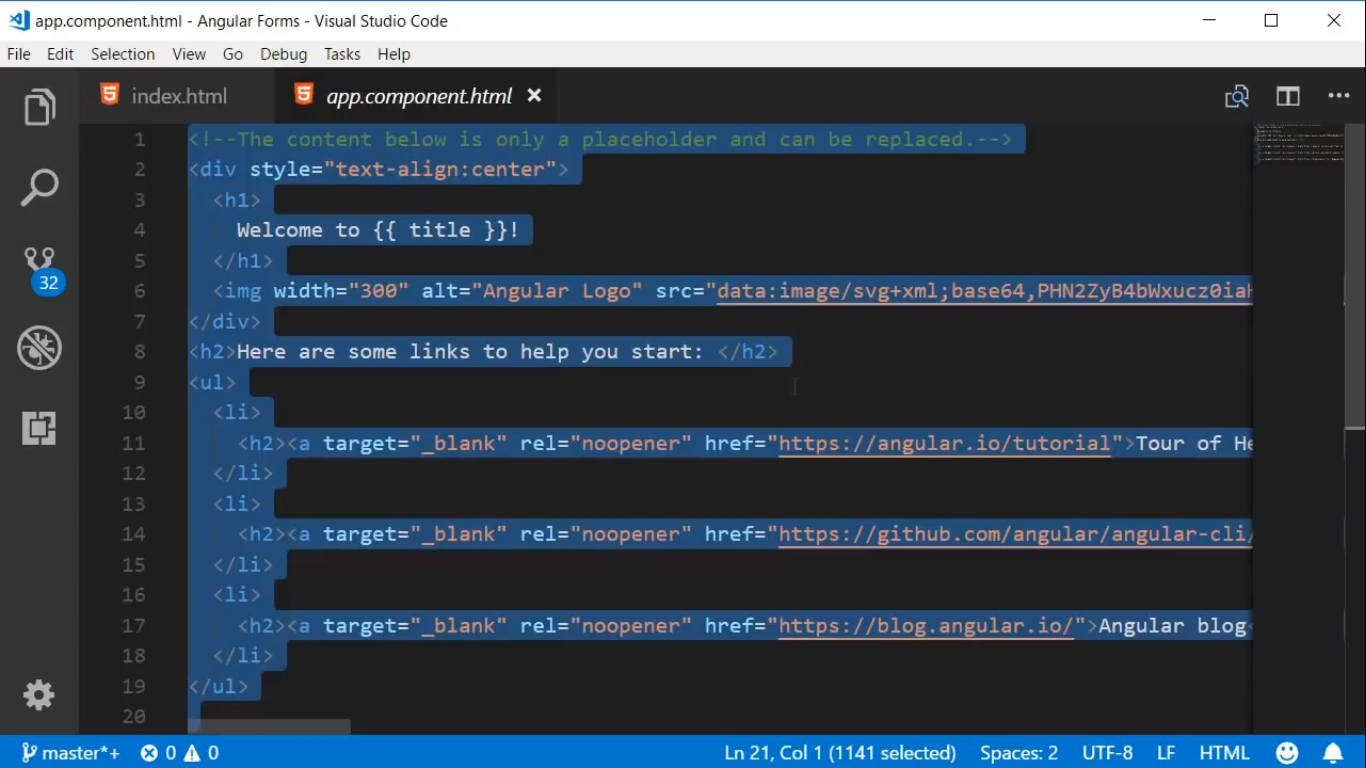 app.component.html - Angular Forms - Visual Studio Code
File Edit Selection View Go Debug Tasks Help
index.html app.component.html
1 <!--The content below is only a placeholder and can be replaced.-->
2 <div style="text-align:center">
3 <h1>
4 Welcome to {{ title }}!
5 </h1>
6 <img width="300" alt="Angular Logo" src="data:image/svg+xml;base64,PHN2ZyB4bWxucz0iaH
7 </div>
8 <h2>Here are some links to help you start: </h2>
9 <ul>
10 <li>
11 <h2><a target="_blank" rel="noopener" href="https://angular.io/tutorial">Tour of He
12 </li>
13 <li>
14 <h2><a target="_blank" rel="noopener" href="https://github.com/angular/angular-cli/
15 </li>
16 <li>
17 <h2><a target="_blank" rel="noopener" href="https://blog.angular.io/">Angular blog<
18 </li>
19 </ul>
20
32
master*+ 0 0 Ln 21, Col 1 (1141 selected) Spaces: 2 UTF-8 LF HTML